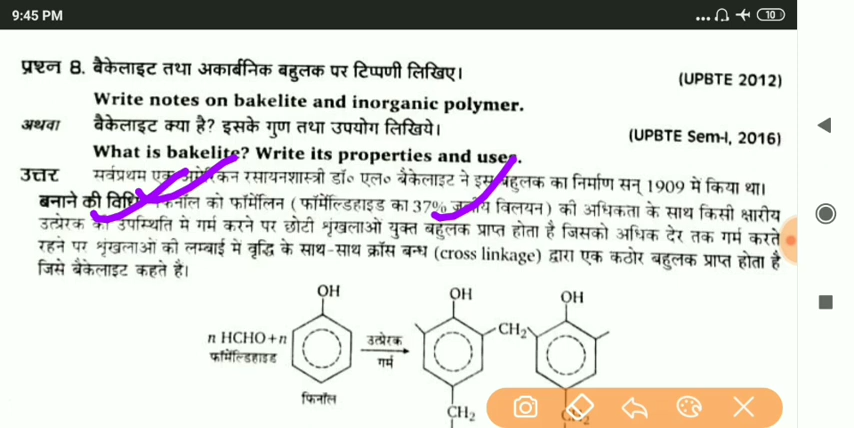 9:45 PM
10
प्रश्न 8. बैकेलाइट तथा अकार्बनिक बहुलक पर टिप्पणी लिखिए।
(UPBTE 2012)
Write notes on bakelite and inorganic polymer.
अथवा बैकेलाइट क्या है? इसके गुण तथा उपयोग लिखिये।
(UPBTE Sem-I, 2016)
What is bakelite? Write its properties and uses.
उत्तर सर्वप्रथम एक अमेरिकन रसायनशास्त्री डॉ० एल० बैकेलाइट ने इस बहुलक का निर्माण सन् 1909 में किया था।
बनाने की विधि फिनॉल को फॉर्मेलिन (फॉर्मेल्डिहाइड का 37% जलीय विलयन) की अधिकता के साथ किसी क्षारीय
उत्प्रेरक की उपस्थिति मे गर्म करने पर छोटी शृंखलाओं युक्त बहुलक प्राप्त होता है जिसको अधिक देर तक गर्म करते
रहने पर शृंखलाओं की लम्बाई में वृद्धि के साथ-साथ क्रॉस बन्ध (cross linkage) द्वारा एक कठोर बहुलक प्राप्त होता है
जिसे बैकेलाइट कहते हैं।
OH OH OH
n HCHO+n उत्प्रेरक CH2
फॉर्मेल्डिहाइड गर्म
फिनॉल
CH2 CH2